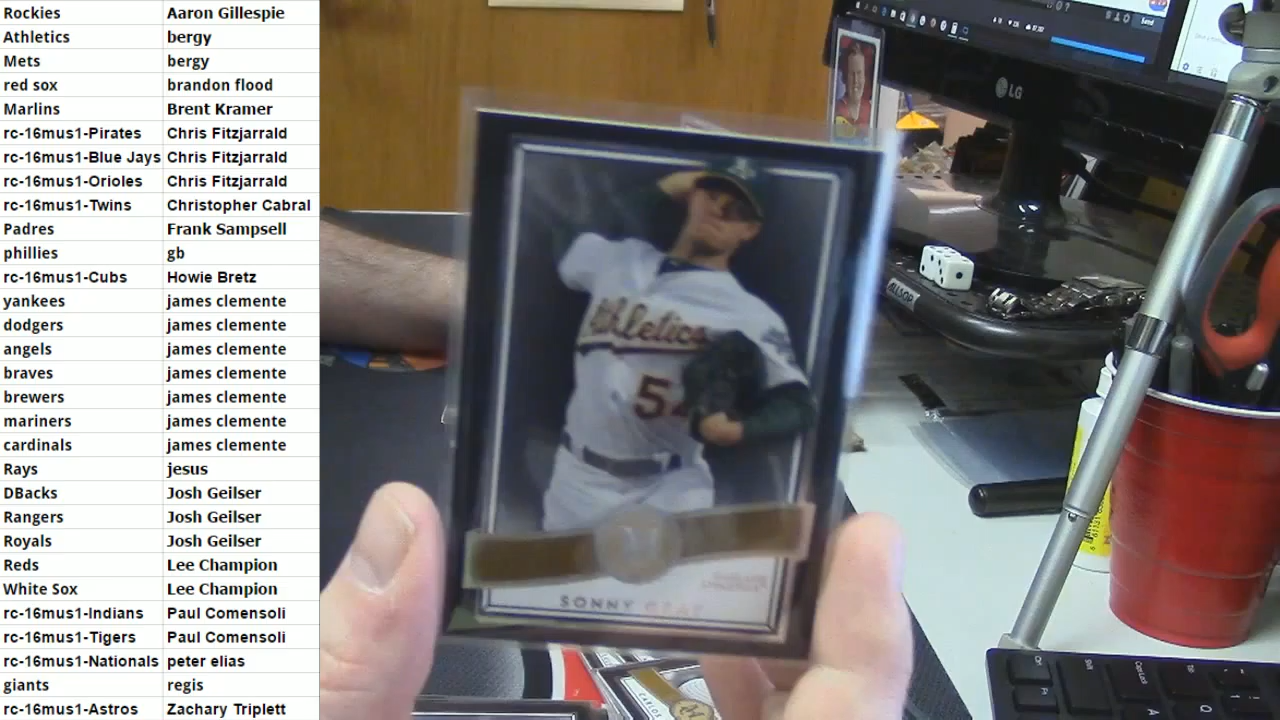 Rockies Aaron Gillespie
Athletics bergy
Mets bergy
red sox brandon flood
Marlins Brent Kramer
rc-16mus1-Pirates Chris Fitzjarrald
rc-16mus1-Blue Jays Chris Fitzjarrald
rc-16mus1-Orioles Chris Fitzjarrald
rc-16mus1-Twins Christopher Cabral
Padres Frank Sampsell
phillies gb
rc-16mus1-Cubs Howie Bretz
yankees james clemente
dodgers james clemente
angels james clemente
braves james clemente
brewers james clemente
mariners james clemente
cardinals james clemente
Rays jesus
DBacks Josh Geilser
Rangers Josh Geilser
Royals Josh Geilser
Reds Lee Champion
White Sox Lee Champion
rc-16mus1-Indians Paul Comensoli
rc-16mus1-Tigers Paul Comensoli
rc-16mus1-Nationals peter elias
giants regis
rc-16mus1-Astros Zachary Triplett
Athletics
SONNY GRAY
LG
ALLSOP
Send
CARLOS